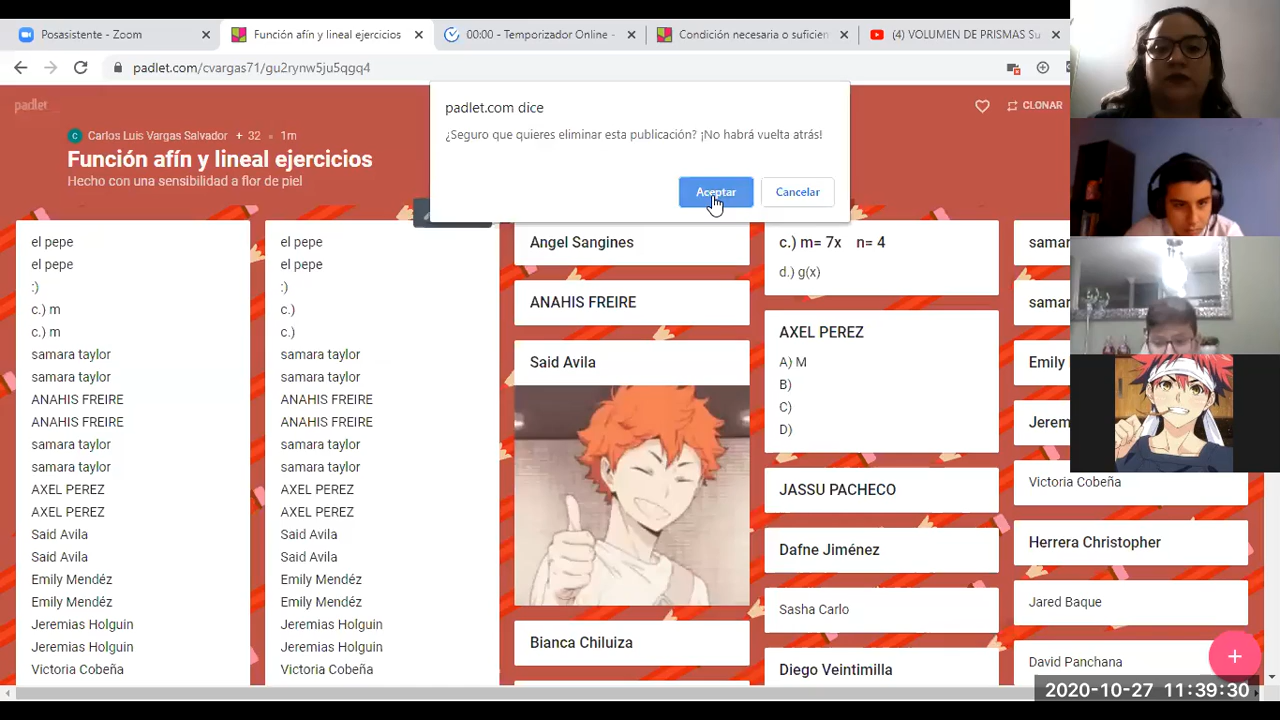 Posasistente - Zoom
Función afín y lineal ejercicios
00:00 - Temporizador Online -
Condición necesaria o suficien
(4) VOLUMEN DE PRISMAS Su
padlet.com/cvargas71/gu2rynw5ju5qgq4
padlet.com dice
¿Seguro que quieres eliminar esta publicación? ¡No habrá vuelta atrás!
Aceptar
Cancelar
padlet
CLONAR
Carlos Luis Vargas Salvador + 32 • 1m
Función afín y lineal ejercicios
Hecho con una sensibilidad a flor de piel
el pepe
el pepe
:)
c.) m
c.) m
samara taylor
samara taylor
ANAHIS FREIRE
ANAHIS FREIRE
samara taylor
samara taylor
AXEL PEREZ
AXEL PEREZ
Said Avila
Said Avila
Emily Mendéz
Emily Mendéz
Jeremias Holguin
Jeremias Holguin
Victoria Cobeña
el pepe
el pepe
:)
c.)
c.)
samara taylor
samara taylor
ANAHIS FREIRE
ANAHIS FREIRE
samara taylor
samara taylor
AXEL PEREZ
AXEL PEREZ
Said Avila
Said Avila
Emily Mendéz
Emily Mendéz
Jeremias Holguin
Jeremias Holguin
Victoria Cobeña
Angel Sangines
ANAHIS FREIRE
Said Avila
Bianca Chiluiza
c.) m= 7x n= 4
d.) g(x)
AXEL PEREZ
A) M
B)
C)
D)
JASSU PACHECO
Dafne Jiménez
Sasha Carlo
Diego Veintimilla
samar
samar
Emily
Jerem
Victoria Cobeña
Herrera Christopher
Jared Baque
David Panchana
+
2020-10-27 11:39:30